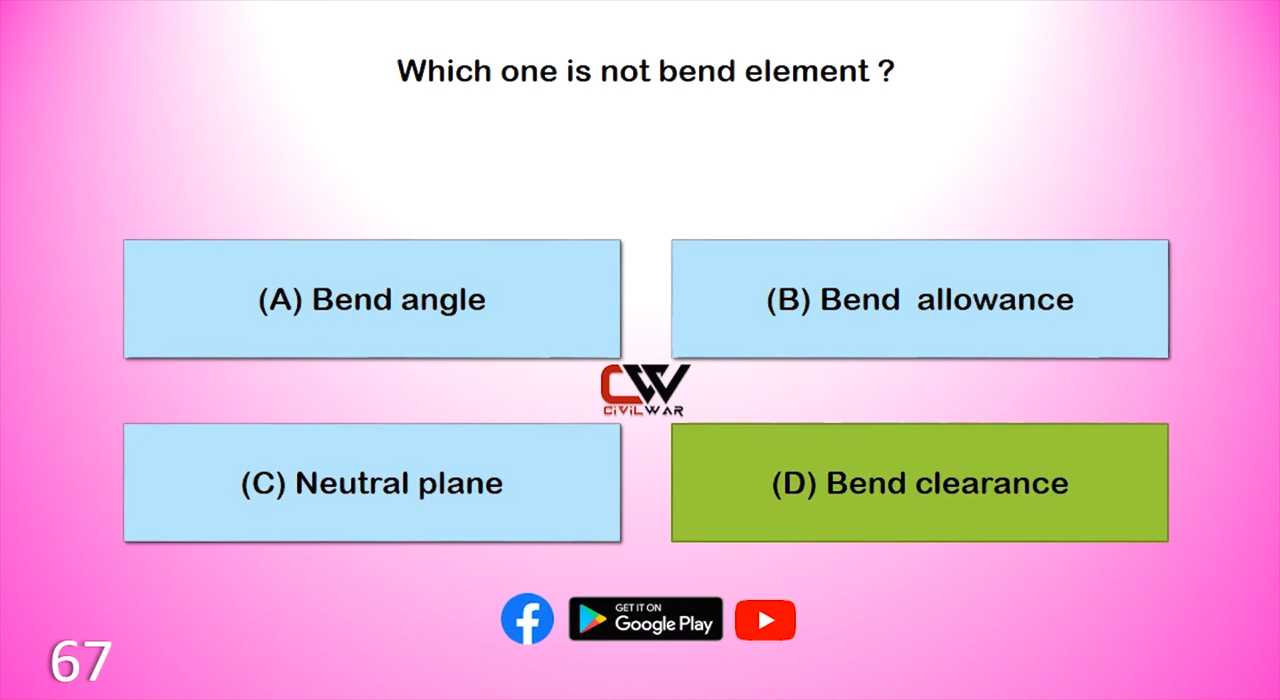 Which one is not bend element ?
(A) Bend angle
(B) Bend  allowance
CW
CiViL WAR
(C) Neutral plane
(D) Bend clearance
f
GET IT ON
Google Play
67